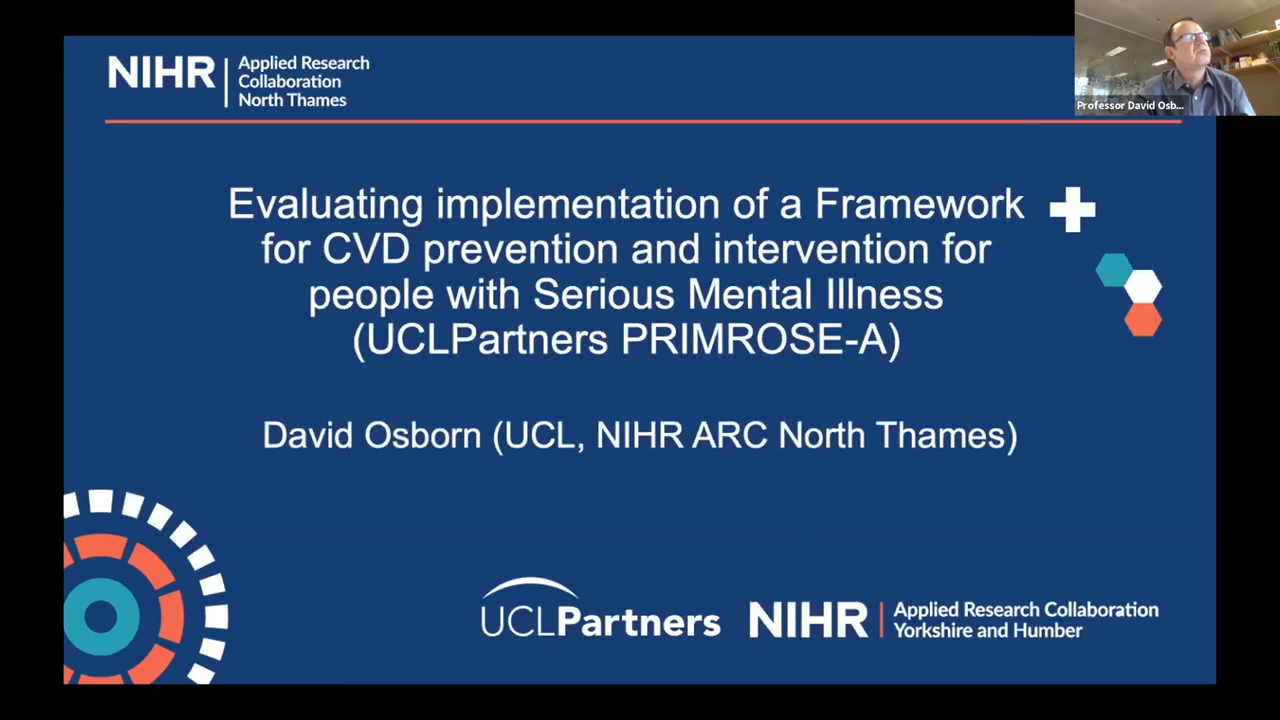 NIHR
Applied Research
Collaboration
North Thames
Professor David Osb...
Evaluating implementation of a Framework
for CVD prevention and intervention for
people with Serious Mental Illness
(UCLPartners PRIMROSE-A)
David Osborn (UCL, NIHR ARC North Thames)
UCLPartners
NIHR
Applied Research Collaboration
Yorkshire and Humber